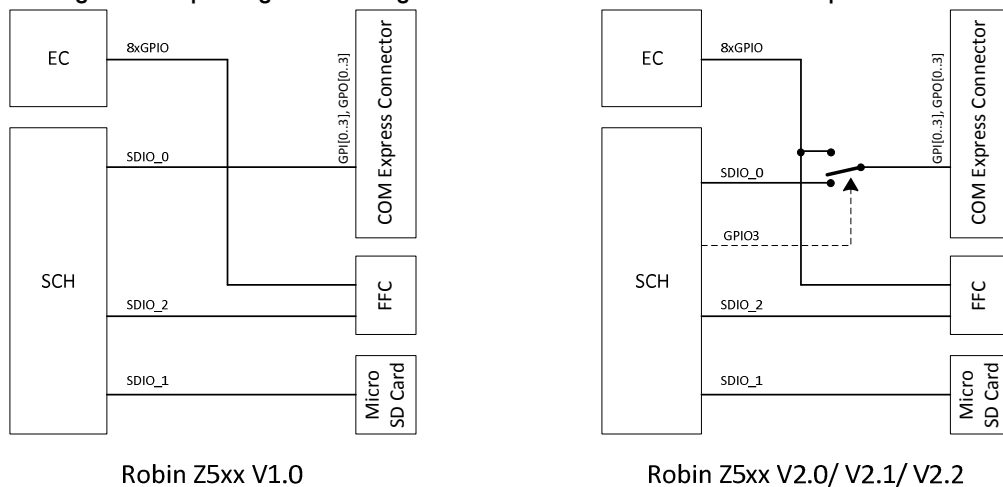 EC
8xGPIO
GPI[0..3], GPO[0..3]
COM Express Connector
SDIO_0
SCH
FFC
SDIO_2
SDIO_1
Micro
SD Card
Robin Z5xx V1.0
EC
8xGPIO
GPI[0..3], GPO[0..3]
COM Express Connector
SDIO_0
GPIO3
SCH
FFC
SDIO_2
SDIO_1
Micro
SD Card
Robin Z5xx V2.0/ V2.1/ V2.2